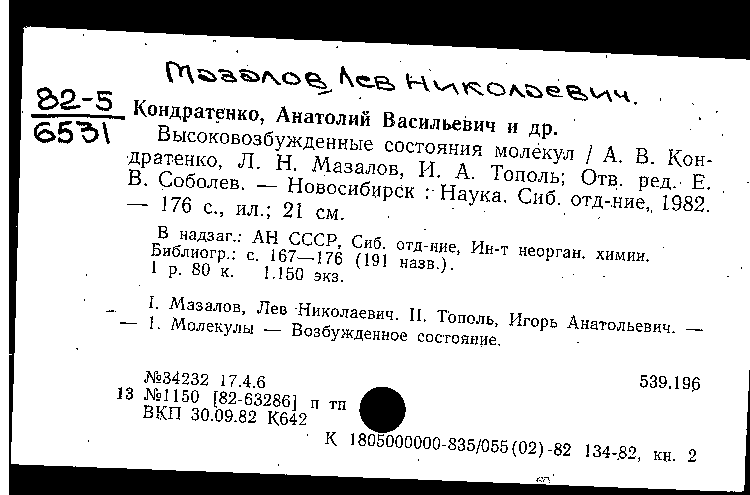 Мазалов Лев Николаевич.
82-5
6531
Кондратенко, Анатолий Васильевич и др.
Высоковозбужденные состояния молекул / А. В. Кон-
дратенко, Л. Н. Мазалов, И. А. Тополь; Отв. ред. Е.
В. Соболев. — Новосибирск : Наука. Сиб. отд-ние, 1982.
— 176 с., ил.; 21 см.
В надзаг.: АН СССР, Сиб. отд-ние, Ин-т неорган. химии.
Библиогр.: с. 167—176 (191 назв.).
1 р. 80 к. 1.150 экз.
I. Мазалов, Лев Николаевич. II. Тополь, Игорь Анатольевич. —
— 1. Молекулы — Возбужденное состояние.
№34232 17.4.6 539.196
13 №1150 [82-63286] п тп
ВКП 30.09.82 К642
К 1805000000-835/055(02)-82 134-82, кн. 2